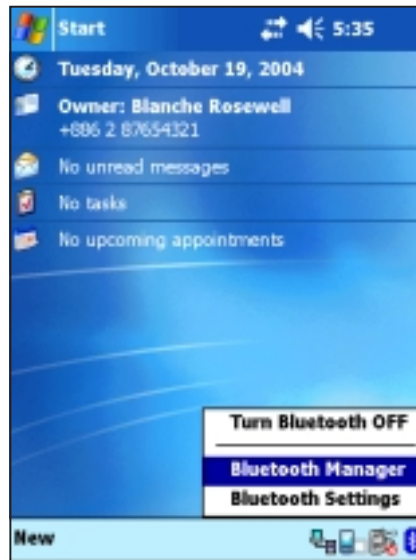 Start 5:35
Tuesday, October 19, 2004
Owner: Blanche Rosewell
+886 2 87654321
No unread messages
No tasks
No upcoming appointments
Turn Bluetooth OFF
Bluetooth Manager
Bluetooth Settings
New